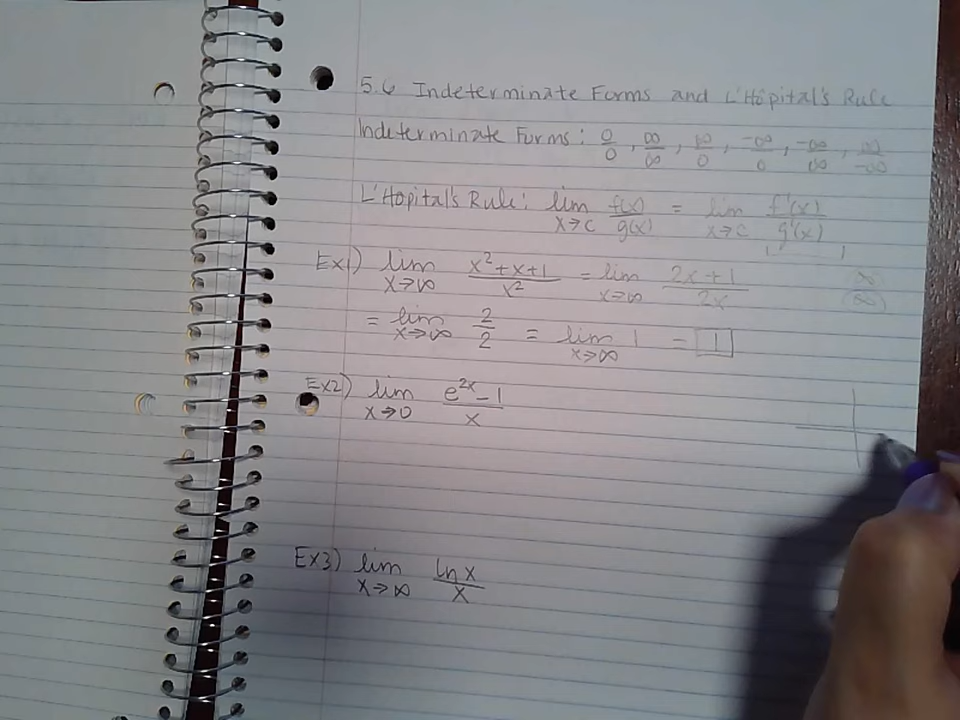 5.6 Indeterminate Forms and L'Hôpital's Rule
Indeterminate Forms: 0/0, ∞/∞, ∞/0, -∞/0, -∞/∞, ∞/-∞
L'Hôpital's Rule: lim x→c f(x)/g(x) = lim x→c f'(x)/g'(x)
Ex1) lim x→∞ x²+x+1/x² = lim x→∞ 2x+1/2x ∞/∞
= lim x→∞ 2/2 = lim x→∞ 1 = 1
Ex2) lim x→0 e^2x-1/x
Ex3) lim x→∞ ln x/x